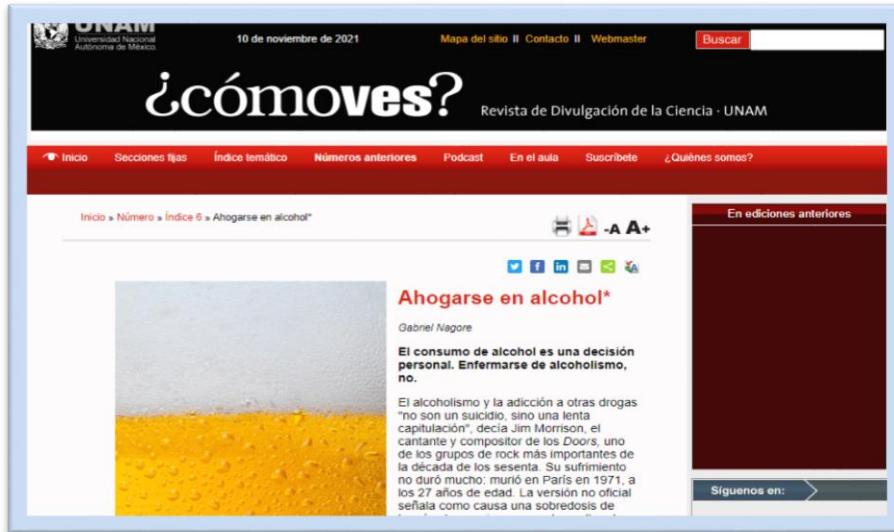 UNAM
Universidad Nacional
Autónoma de México
10 de noviembre de 2021
Mapa del sitio II Contacto II Webmaster
Buscar
¿cómoves?
Revista de Divulgación de la Ciencia · UNAM
Inicio Secciones fijas Índice temático Números anteriores Podcast En el aula Suscríbete ¿Quiénes somos?
Inicio » Número » Índice 6 » Ahogarse en alcohol*
-A A+
En ediciones anteriores
Ahogarse en alcohol*
Gabriel Nagore
El consumo de alcohol es una decisión
personal. Enfermarse de alcoholismo,
no.
El alcoholismo y la adicción a otras drogas
"no son un suicidio, sino una lenta
capitulación", decía Jim Morrison, el
cantante y compositor de los Doors, uno
de los grupos de rock más importantes de
la década de los sesenta. Su sufrimiento
no duró mucho: murió en París en 1971, a
los 27 años de edad. La versión no oficial
señala como causa una sobredosis de
Síguenos en: